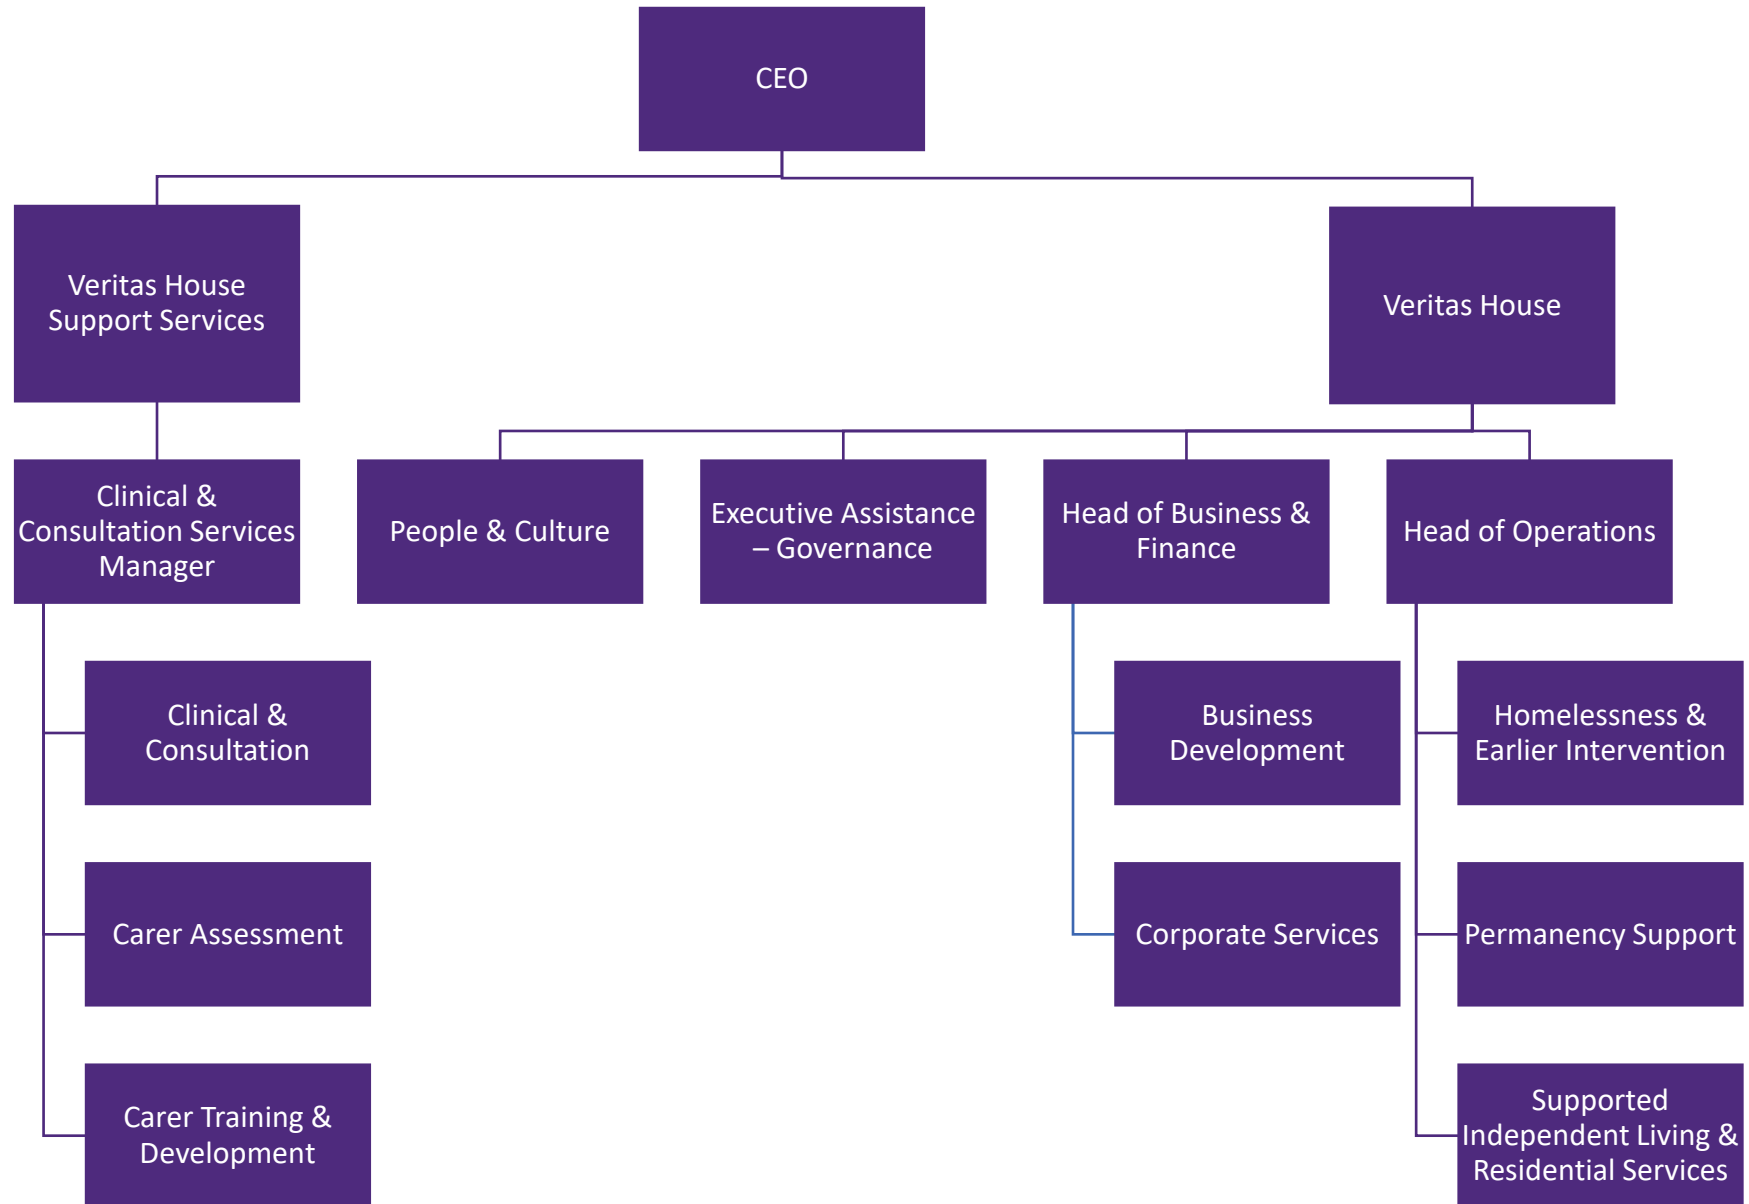 CEO
Veritas House
Support Services
Veritas House
Clinical &
Consultation Services
Manager
People & Culture
Executive Assistance
– Governance
Head of Business &
Finance
Head of Operations
Clinical &
Consultation
Business
Development
Homelessness &
Earlier Intervention
Carer Assessment
Corporate Services
Permanency Support
Carer Training &
Development
Supported
Independent Living &
Residential Services